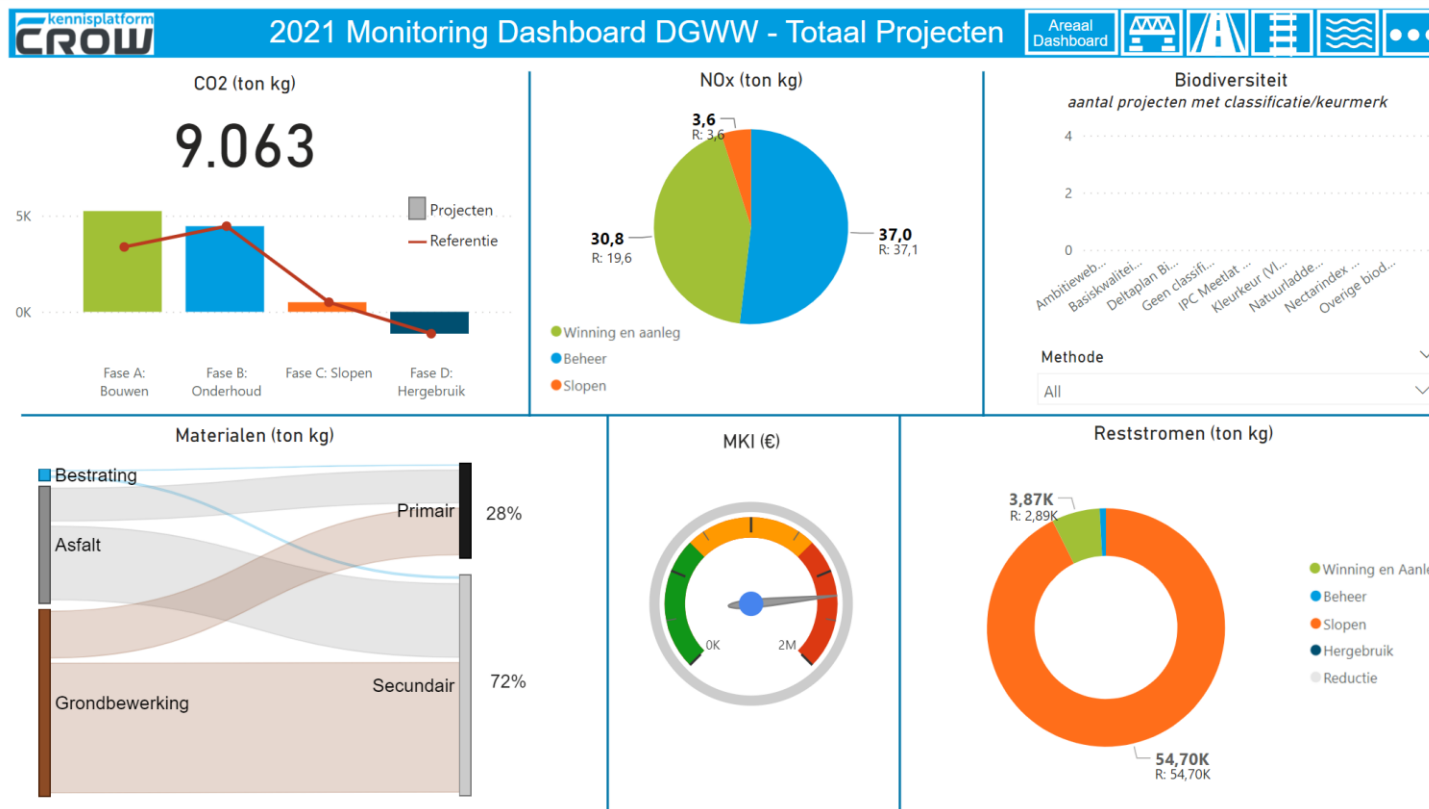 kennisplatform
CROW
2021 Monitoring Dashboard DGWW - Totaal Projecten
Areaal
Dashboard
CO2 (ton kg)
9.063
5K
0K
Projecten
Referentie
Fase A:
Bouwen
Fase B:
Onderhoud
Fase C: Slopen
Fase D:
Hergebruik
NOx (ton kg)
3,6
R: 3,6
30,8
R: 19,6
37,0
R: 37,1
Winning en aanleg
Beheer
Slopen
Biodiversiteit
aantal projecten met classificatie/keurmerk
4
2
0
Ambitieweb...
Basiskwalitei...
Deltaplan Bi...
Geen classifi...
IPC Meetlat ...
Kleurkeur (Vl...
Natuurladde...
Nectarindex ...
Overige biod...
Methode
All
Materialen (ton kg)
Bestrating
Asfalt
Grondbewerking
Primair
28%
Secundair
72%
MKI (€)
0K
2M
Reststromen (ton kg)
3,87K
R: 2,89K
54,70K
R: 54,70K
Winning en Aanle
Beheer
Slopen
Hergebruik
Reductie